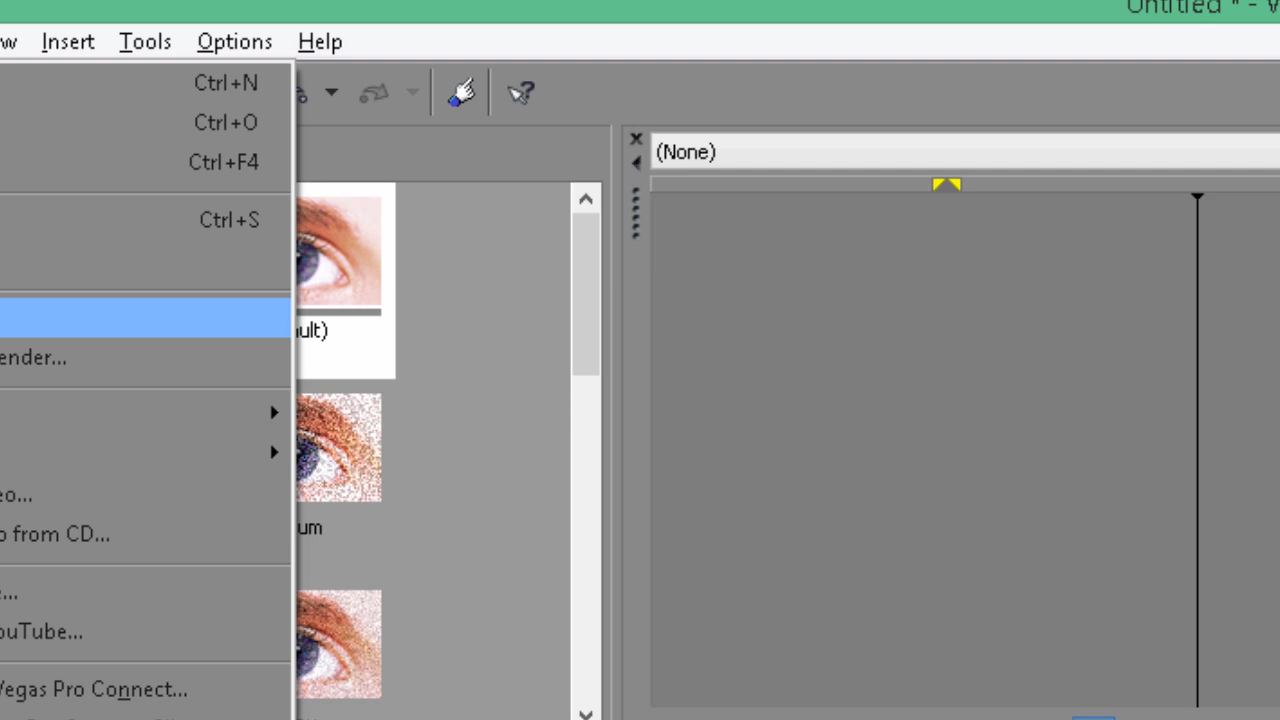 Untitled * -
Insert Tools Options Help
Ctrl+N
Ctrl+O
Ctrl+F4
(None)
Ctrl+S
ult)
ender...
eo...
um
o from CD...
e...
ouTube...
Vegas Pro Connect...